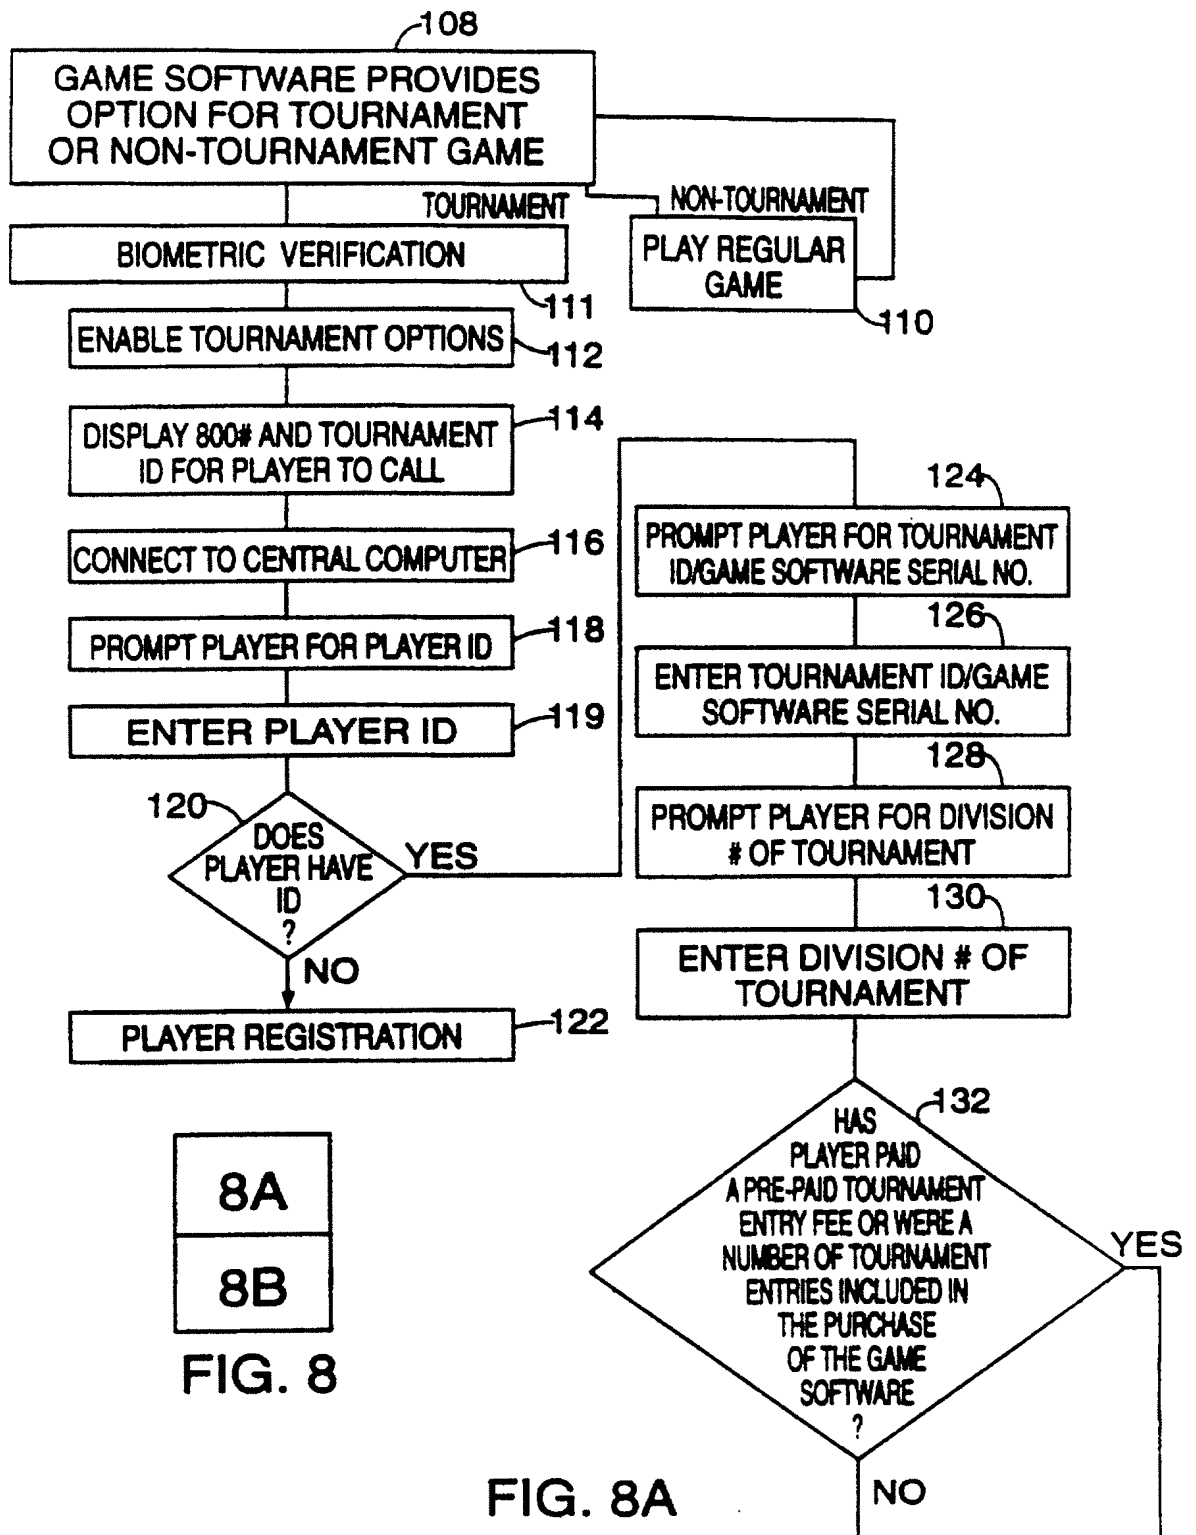 108
GAME SOFTWARE PROVIDES
OPTION FOR TOURNAMENT
OR NON-TOURNAMENT GAME
TOURNAMENT
NON-TOURNAMENT
BIOMETRIC VERIFICATION
111
PLAY REGULAR
GAME
110
ENABLE TOURNAMENT OPTIONS
112
DISPLAY 800# AND TOURNAMENT
ID FOR PLAYER TO CALL
114
CONNECT TO CENTRAL COMPUTER
116
PROMPT PLAYER FOR PLAYER ID
118
ENTER PLAYER ID
119
120
DOES
PLAYER HAVE
ID
?
YES
NO
PLAYER REGISTRATION
122
124
PROMPT PLAYER FOR TOURNAMENT
ID/GAME SOFTWARE SERIAL NO.
126
ENTER TOURNAMENT ID/GAME
SOFTWARE SERIAL NO.
128
PROMPT PLAYER FOR DIVISION
# OF TOURNAMENT
130
ENTER DIVISION # OF
TOURNAMENT
132
HAS
PLAYER PAID
A PRE-PAID TOURNAMENT
ENTRY FEE OR WERE A
NUMBER OF TOURNAMENT
ENTRIES INCLUDED IN
THE PURCHASE
OF THE GAME
SOFTWARE
?
YES
NO
8A
8B
FIG. 8
FIG. 8A